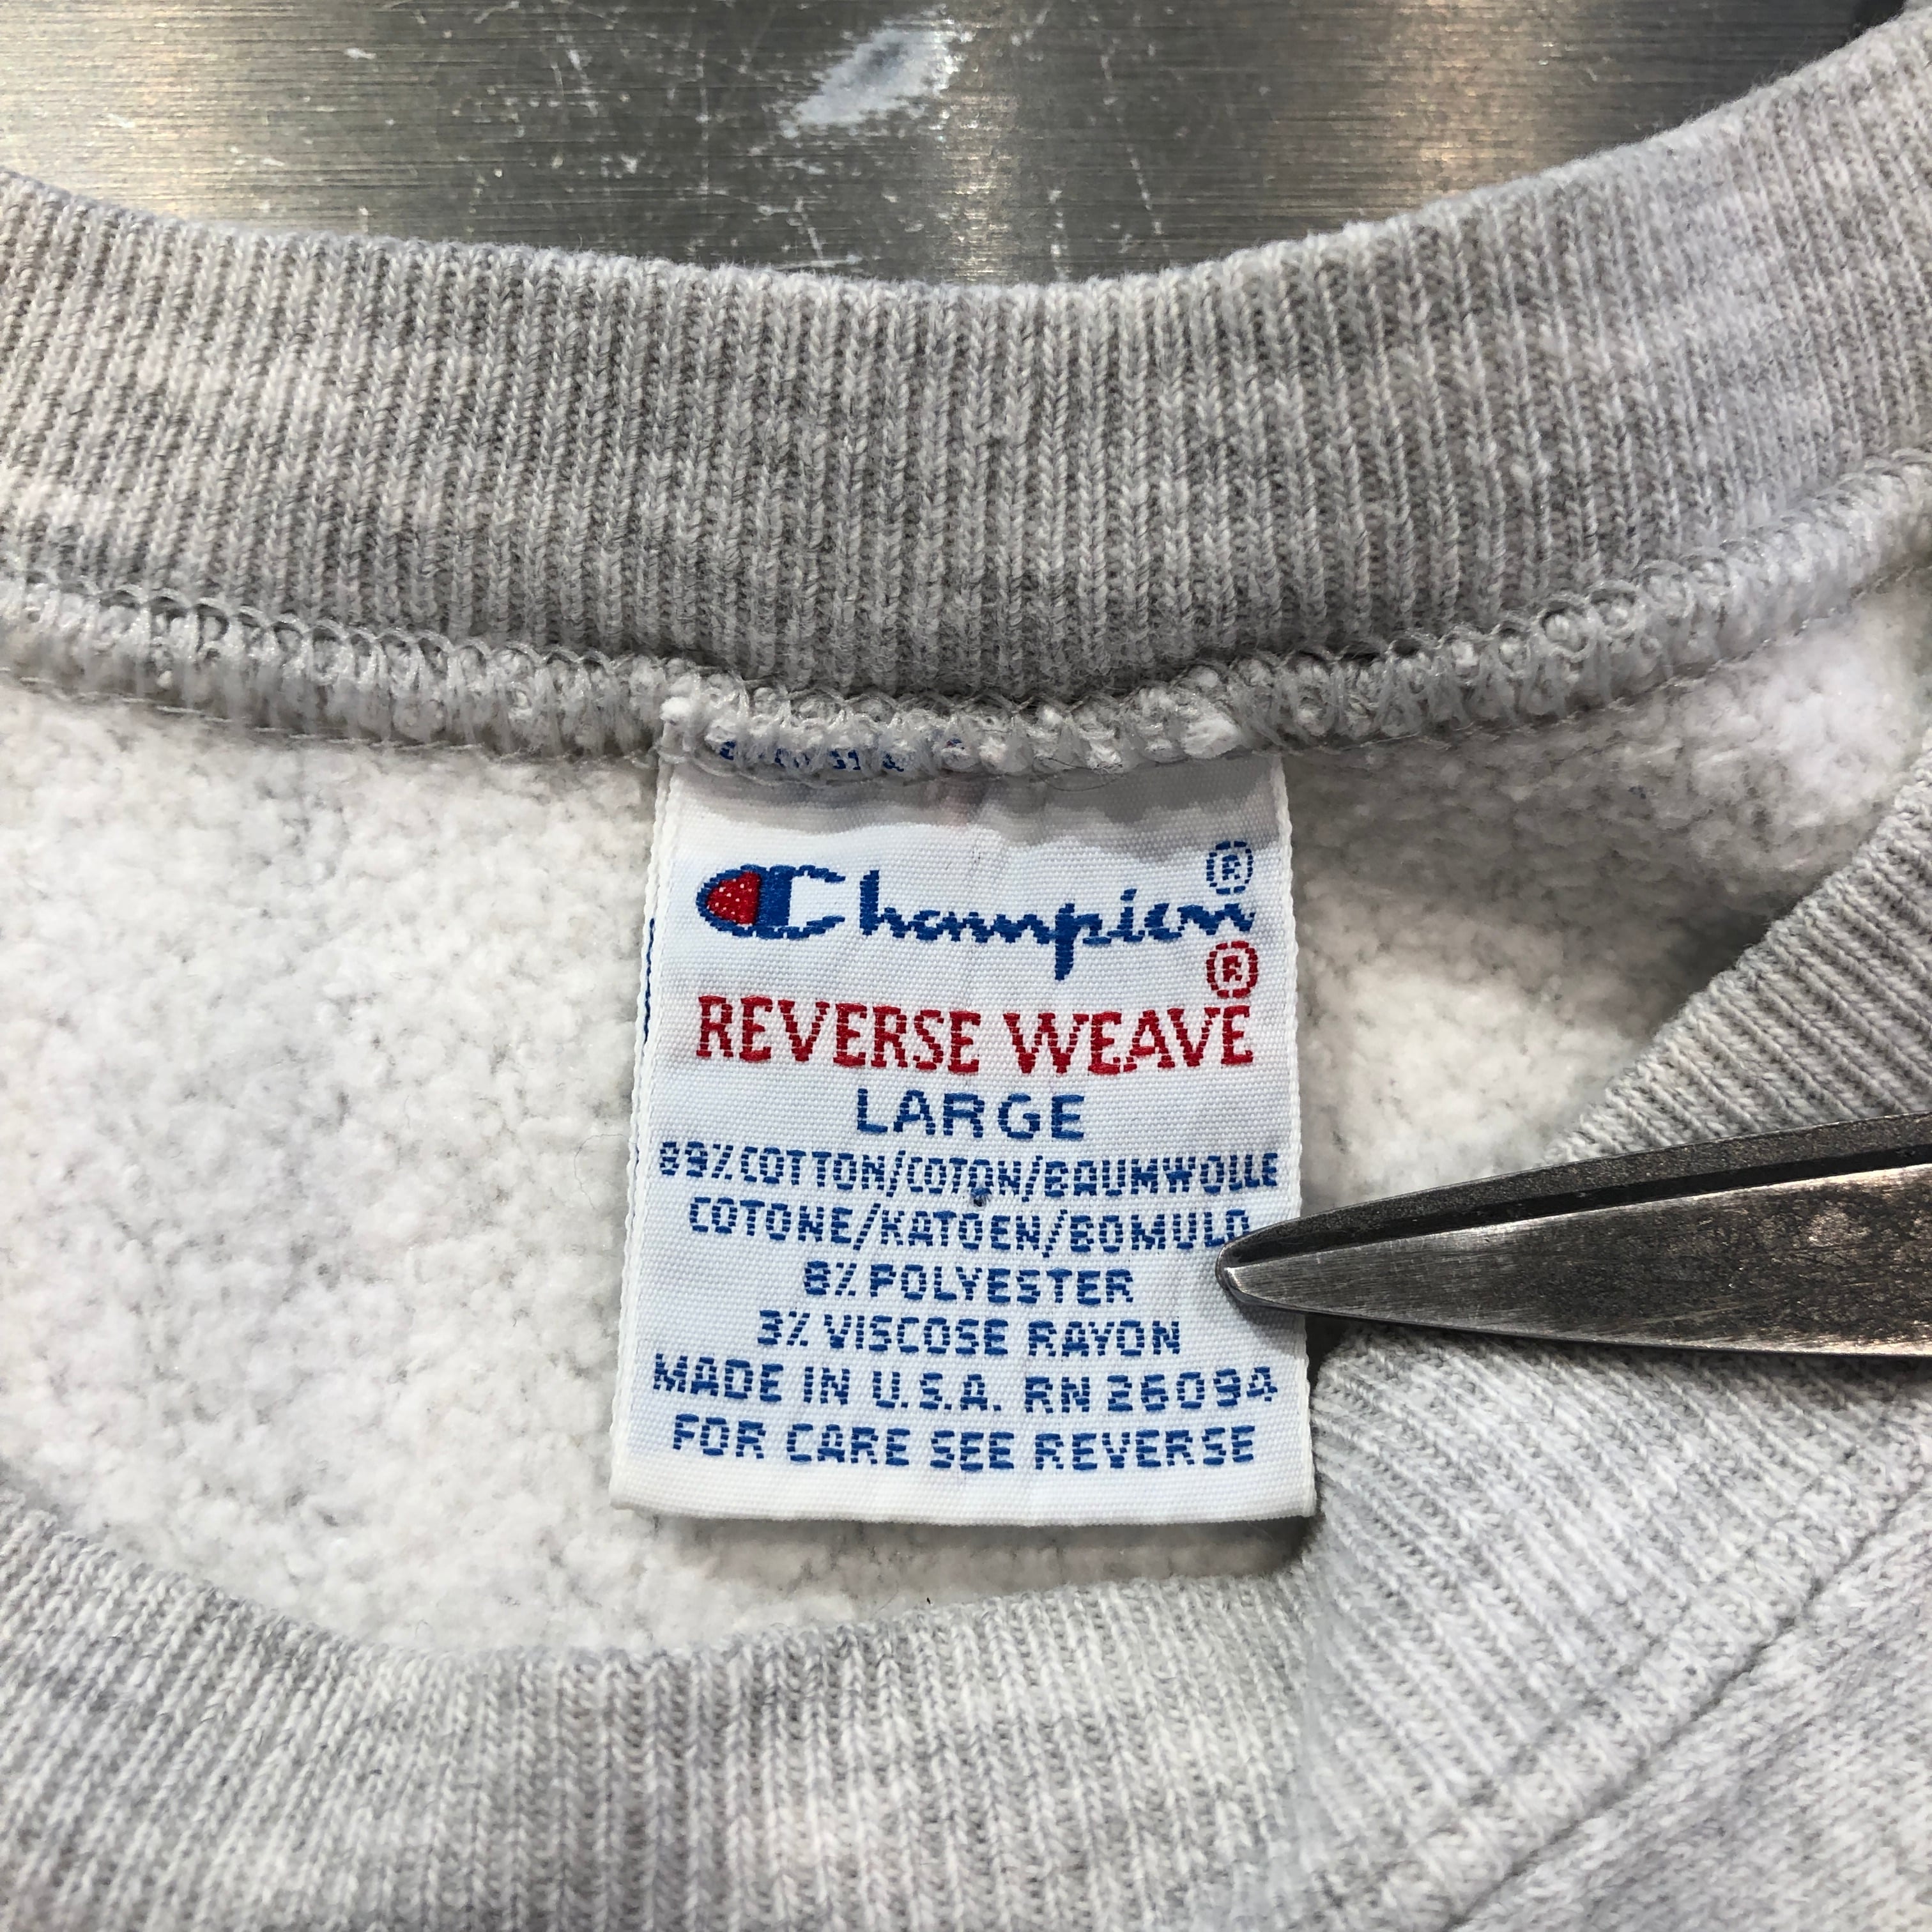 Champion®
REVERSE WEAVE®
LARGE
89% COTTON/COTON/BAUMWOLLE
COTONE/KATOEN/BOMULD
8% POLYESTER
3% VISCOSE RAYON
MADE IN U.S.A. RN 26094
FOR CARE SEE REVERSE